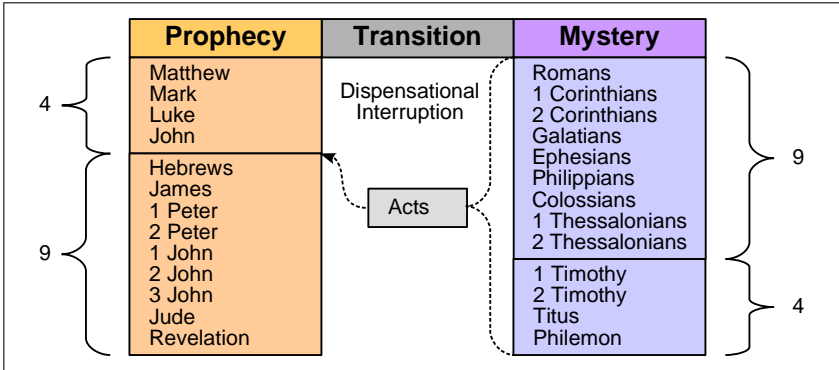 Prophecy
Transition
Mystery
4
Matthew
Mark
Luke
John
9
Hebrews
James
1 Peter
2 Peter
1 John
2 John
3 John
Jude
Revelation
Dispensational
Interruption
Acts
Romans
1 Corinthians
2 Corinthians
Galatians
Ephesians
Philippians
Colossians
1 Thessalonians
2 Thessalonians
9
1 Timothy
2 Timothy
Titus
Philemon
4